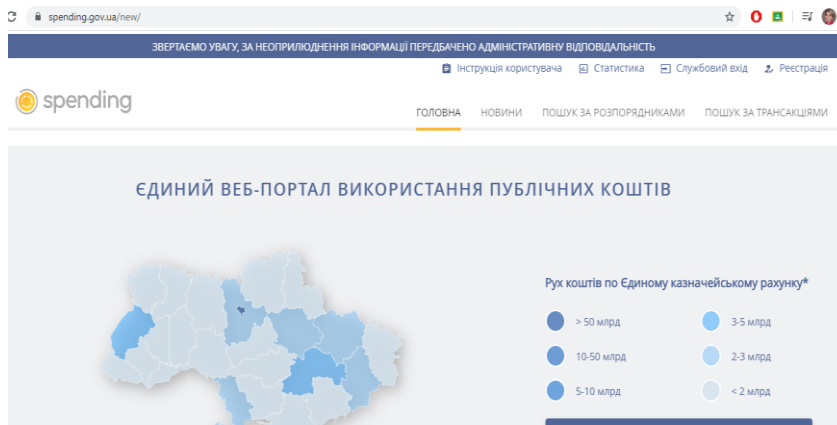 spending.gov.ua/new/
ЗВЕРТАЄМО УВАГУ, ЗА НЕОПРИЛЮДНЕННЯ ІНФОРМАЦІЇ ПЕРЕДБАЧЕНО АДМІНІСТРАТИВНУ ВІДПОВІДАЛЬНІСТЬ
Інструкція користувача Статистика Службовий вхід Реєстрація
spending
ГОЛОВНА НОВИНИ ПОШУК ЗА РОЗПОРЯДНИКАМИ ПОШУК ЗА ТРАНСАКЦІЯМИ
ЄДИНИЙ ВЕБ-ПОРТАЛ ВИКОРИСТАННЯ ПУБЛІЧНИХ КОШТІВ
Рух коштів по Єдиному казначейському рахунку*
> 50 млрд 3-5 млрд
10-50 млрд 2-3 млрд
5-10 млрд < 2 млрд